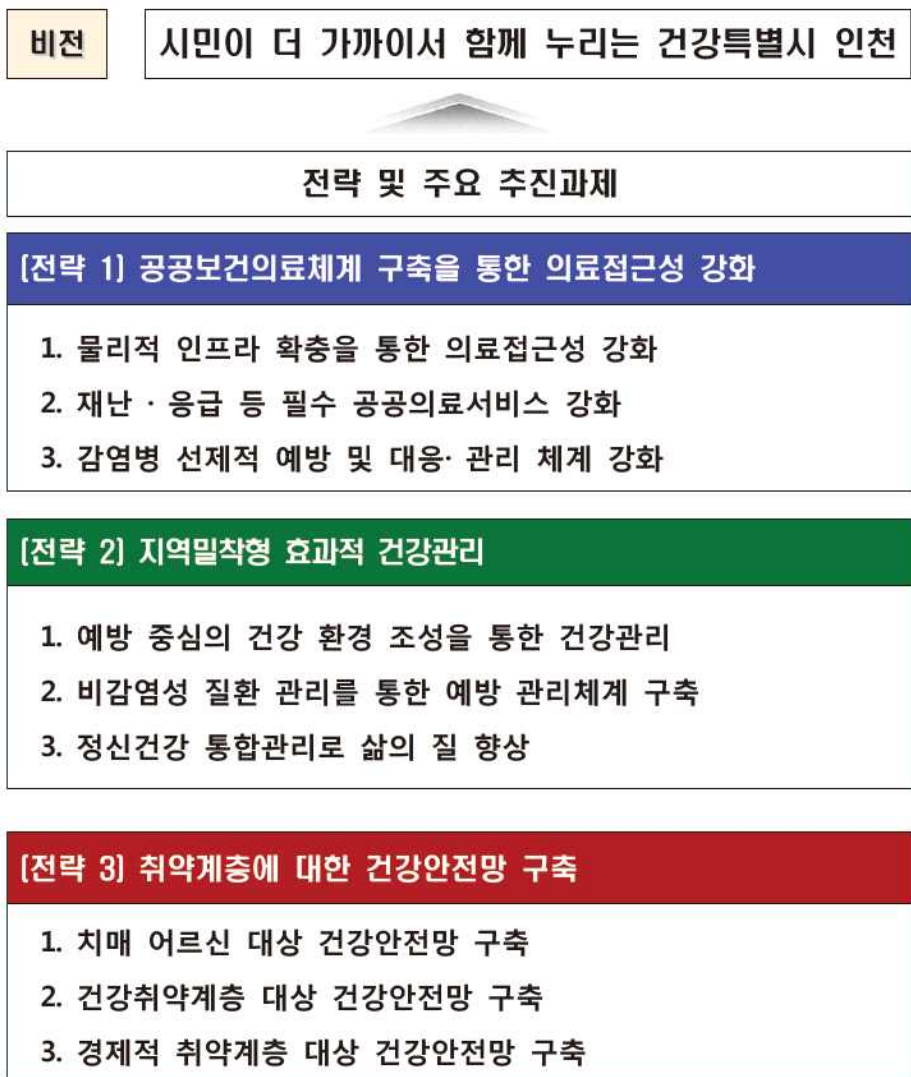 비전
시민이 더 가까이서 함께 누리는 건강특별시 인천
전략 및 주요 추진과제
[전략 1] 공공보건의료체계 구축을 통한 의료접근성 강화
1. 물리적 인프라 확충을 통한 의료접근성 강화
2. 재난 · 응급 등 필수 공공의료서비스 강화
3. 감염병 선제적 예방 및 대응· 관리 체계 강화
[전략 2] 지역밀착형 효과적 건강관리
1. 예방 중심의 건강 환경 조성을 통한 건강관리
2. 비감염성 질환 관리를 통한 예방 관리체계 구축
3. 정신건강 통합관리로 삶의 질 향상
[전략 3] 취약계층에 대한 건강안전망 구축
1. 치매 어르신 대상 건강안전망 구축
2. 건강취약계층 대상 건강안전망 구축
3. 경제적 취약계층 대상 건강안전망 구축